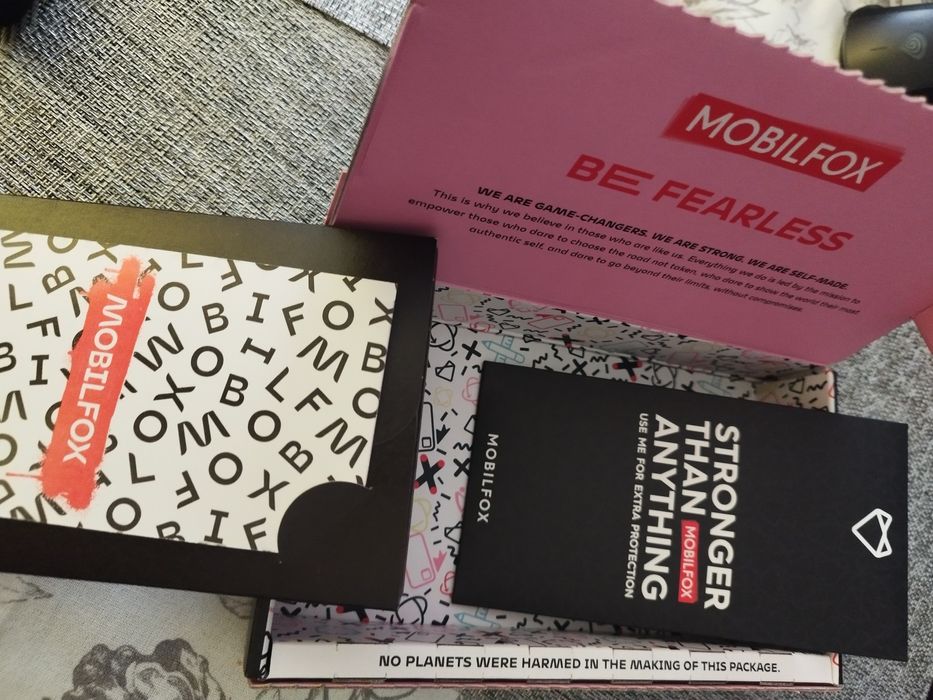 MOBILFOX
BE FEARLESS
WE ARE GAME-CHANGERS. WE ARE STRONG. WE ARE SELF-MADE.
This is why we believe in those who are like us. Everything we do is led by the mission to
empower those who dare to choose the road not taken, who dare to show the world their most
authentic self, and dare to go beyond their limits, without compromises.
MOBILFOX
MOBILFOX
STRONGER
THAN MOBILFOX
ANYTHING
USE ME FOR EXTRA PROTECTION
NO PLANETS WERE HARMED IN THE MAKING OF THIS PACKAGE.